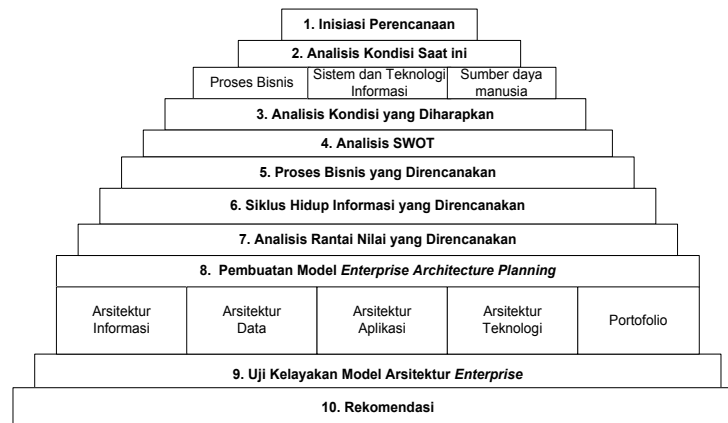 1. Inisiasi Perencanaan
2. Analisis Kondisi Saat ini
Proses Bisnis
Sistem dan Teknologi
Informasi
Sumber daya
manusia
3. Analisis Kondisi yang Diharapkan
4. Analisis SWOT
5. Proses Bisnis yang Direncanakan
6. Siklus Hidup Informasi yang Direncanakan
7. Analisis Rantai Nilai yang Direncanakan
8. Pembuatan Model Enterprise Architecture Planning
Arsitektur
Informasi
Arsitektur
Data
Arsitektur
Aplikasi
Arsitektur
Teknologi
Portofolio
9. Uji Kelayakan Model Arsitektur Enterprise
10. Rekomendasi